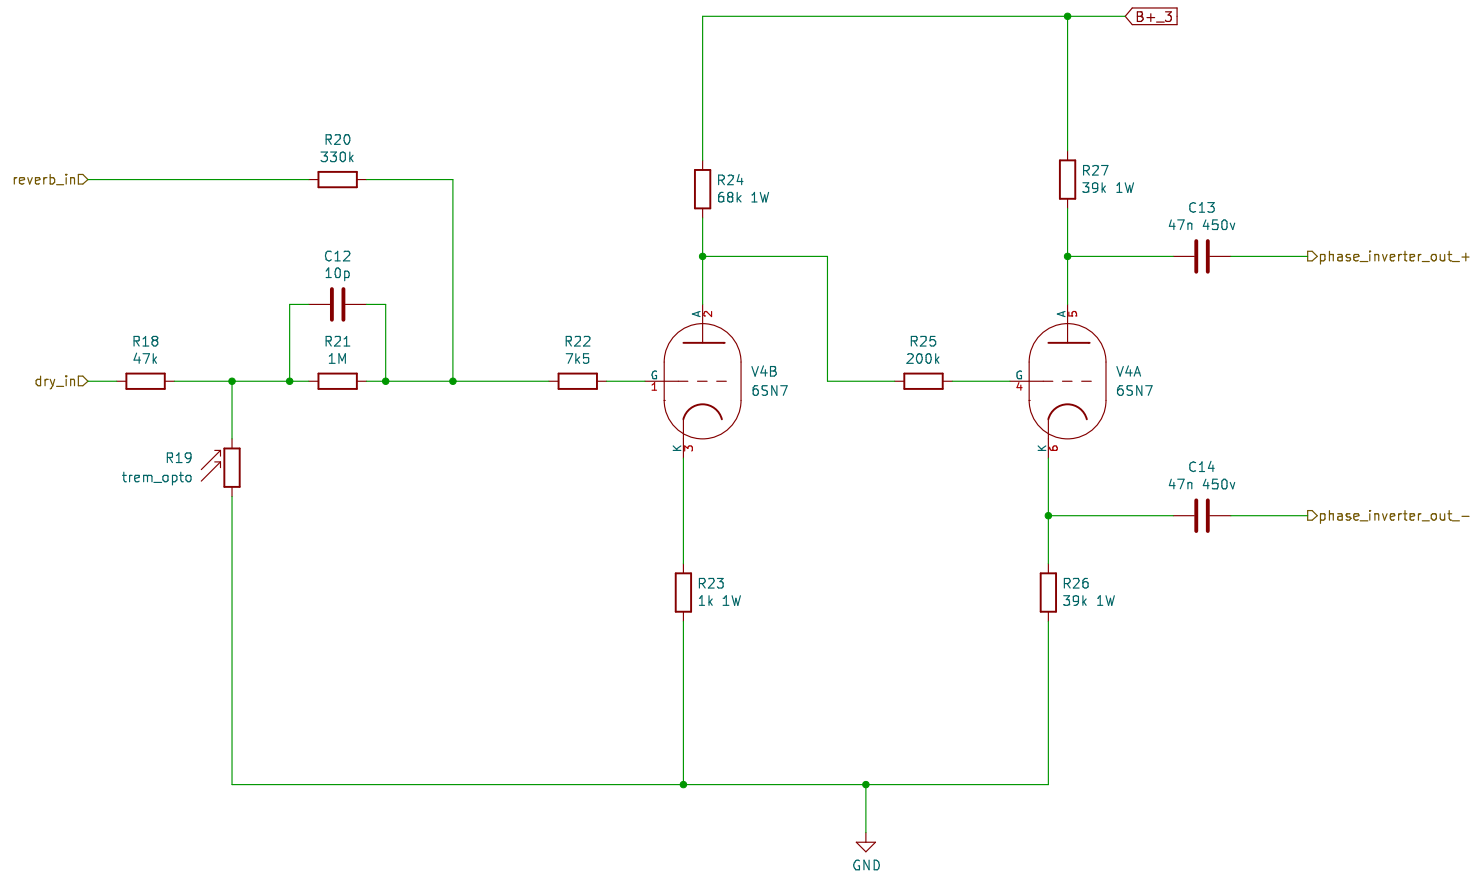 B+_3
R20
330k
reverb_in
R24
68k 1W
R27
39k 1W
C13
47n 450v
C12
10p
phase_inverter_out_+
A
2
A
5
R18
47k
R21
1M
R22
7k5
R25
200k
dry_in
G
1
V4B
6SN7
G
4
V4A
6SN7
K
3
K
6
R19
trem_opto
C14
47n 450v
phase_inverter_out_-
R23
1k 1W
R26
39k 1W
GND